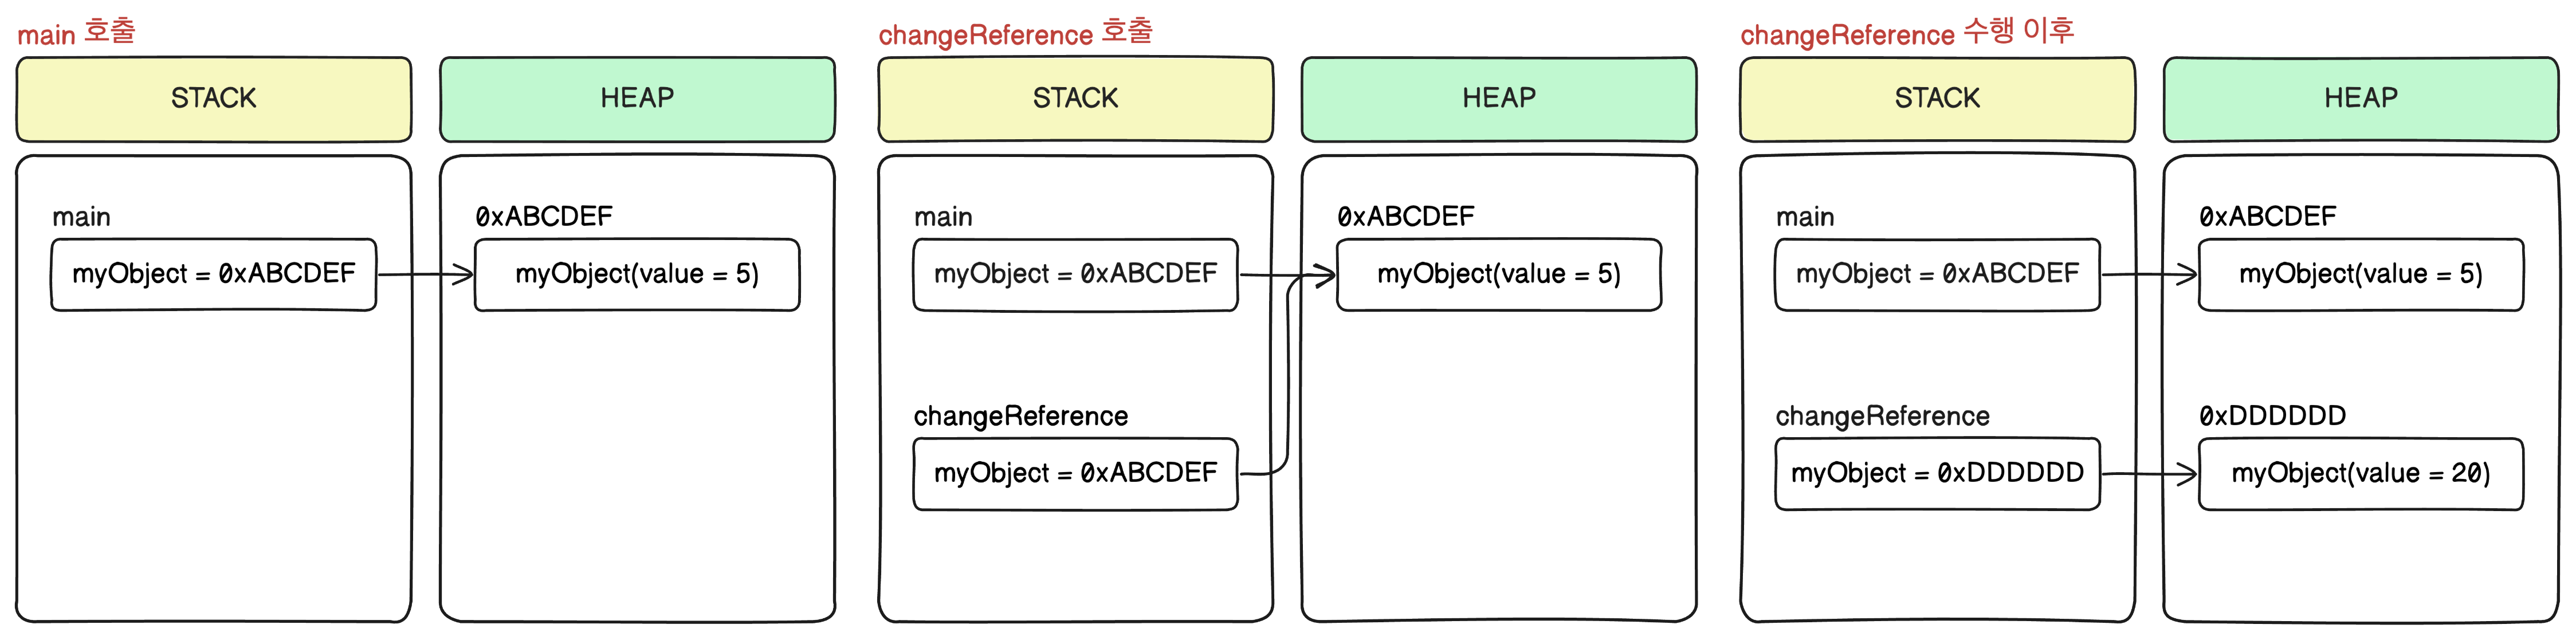 main 호출
STACK
HEAP
main
myObject = 0xABCDEF
0xABCDEF
myObject(value = 5)
changeReference 호출
STACK
HEAP
main
myObject = 0xABCDEF
0xABCDEF
myObject(value = 5)
changeReference
myObject = 0xABCDEF
changeReference 수행 이후
STACK
HEAP
main
myObject = 0xABCDEF
0xABCDEF
myObject(value = 5)
changeReference
myObject = 0xDDDDDD
0xDDDDDD
myObject(value = 20)